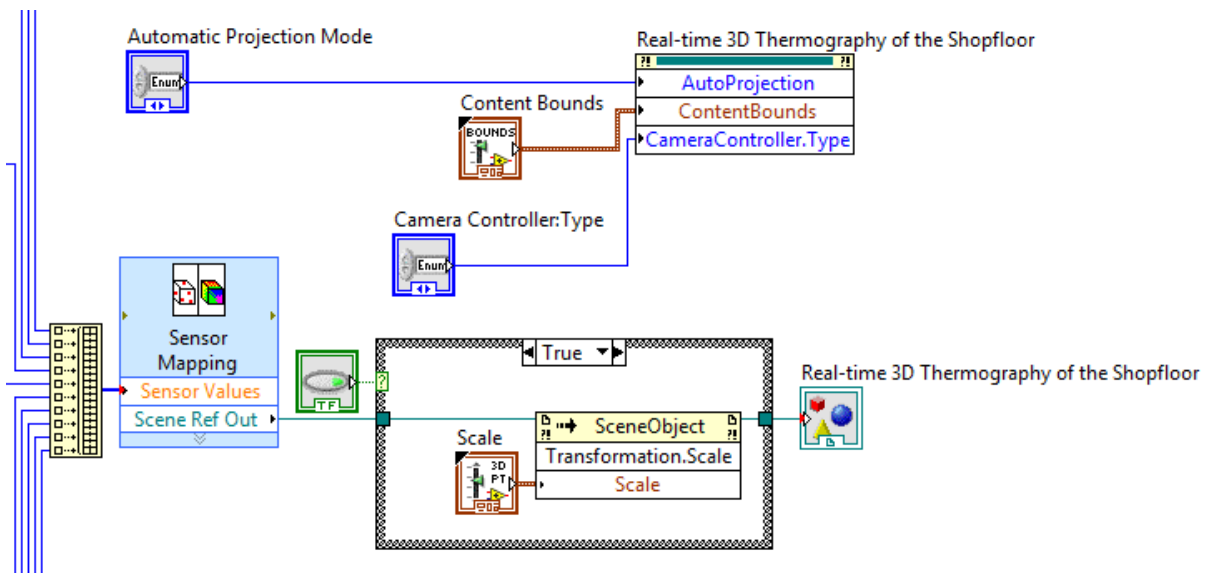 Automatic Projection Mode
Enum
Real-time 3D Thermography of the Shopfloor
?! ?!
AutoProjection
ContentBounds
CameraController.Type
Content Bounds
BOUNDS
Camera Controller:Type
Enum
Sensor
Mapping
Sensor Values
Scene Ref Out
TF
True
?
Scale
3D
PT
?! SceneObject ?!
Transformation.Scale
Scale
Real-time 3D Thermography of the Shopfloor